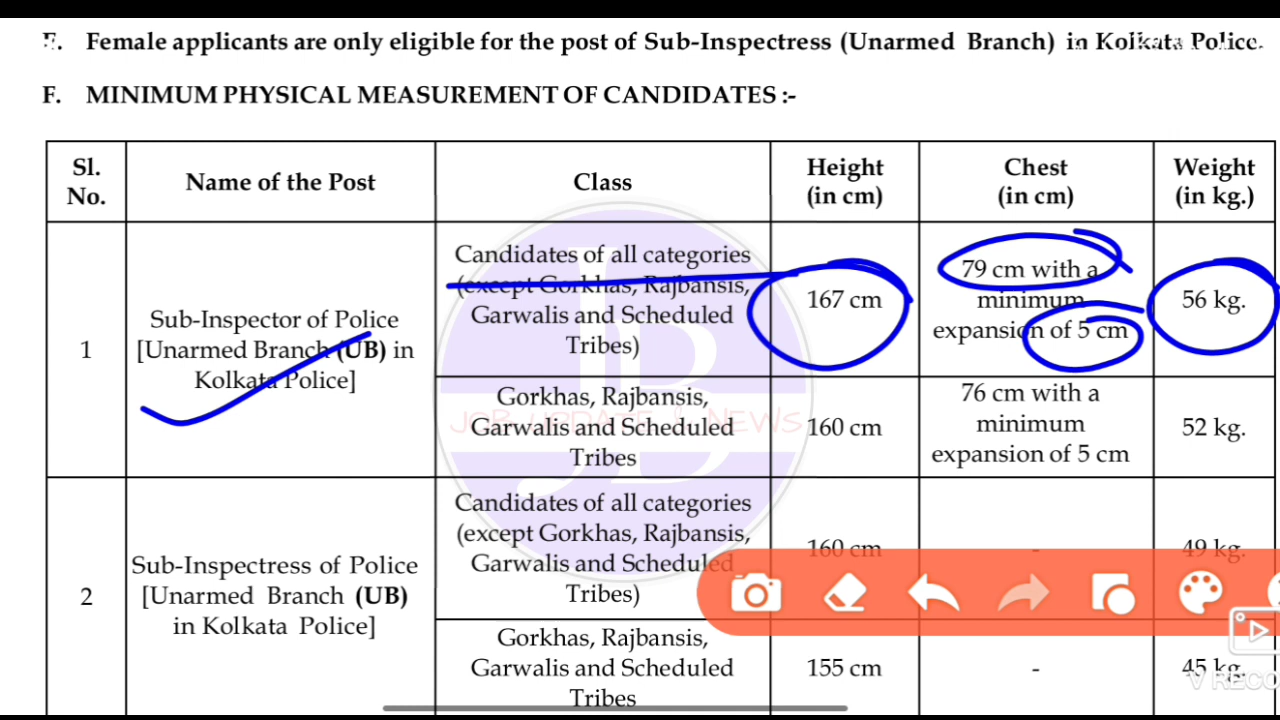 E. Female applicants are only eligible for the post of Sub-Inspectress (Unarmed Branch) in Kolkata Police.
F. MINIMUM PHYSICAL MEASUREMENT OF CANDIDATES :-
Sl.
No.
Name of the Post
Class
Height
(in cm)
Chest
(in cm)
Weight
(in kg.)
1
Sub-Inspector of Police
[Unarmed Branch (UB) in
Kolkata Police]
Candidates of all categories
(except Gorkhas, Rajbansis,
Garwalis and Scheduled
Tribes)
167 cm
79 cm with a
minimum
expansion of 5 cm
56 kg.
Gorkhas, Rajbansis,
Garwalis and Scheduled
Tribes
160 cm
76 cm with a
minimum
expansion of 5 cm
52 kg.
2
Sub-Inspectress of Police
[Unarmed Branch (UB)
in Kolkata Police]
Candidates of all categories
(except Gorkhas, Rajbansis,
Garwalis and Scheduled
Tribes)
160 cm
-
49 kg.
Gorkhas, Rajbansis,
Garwalis and Scheduled
Tribes
155 cm
-
45 kg.
JB
JOB UPDATE & NEWS
V RECO